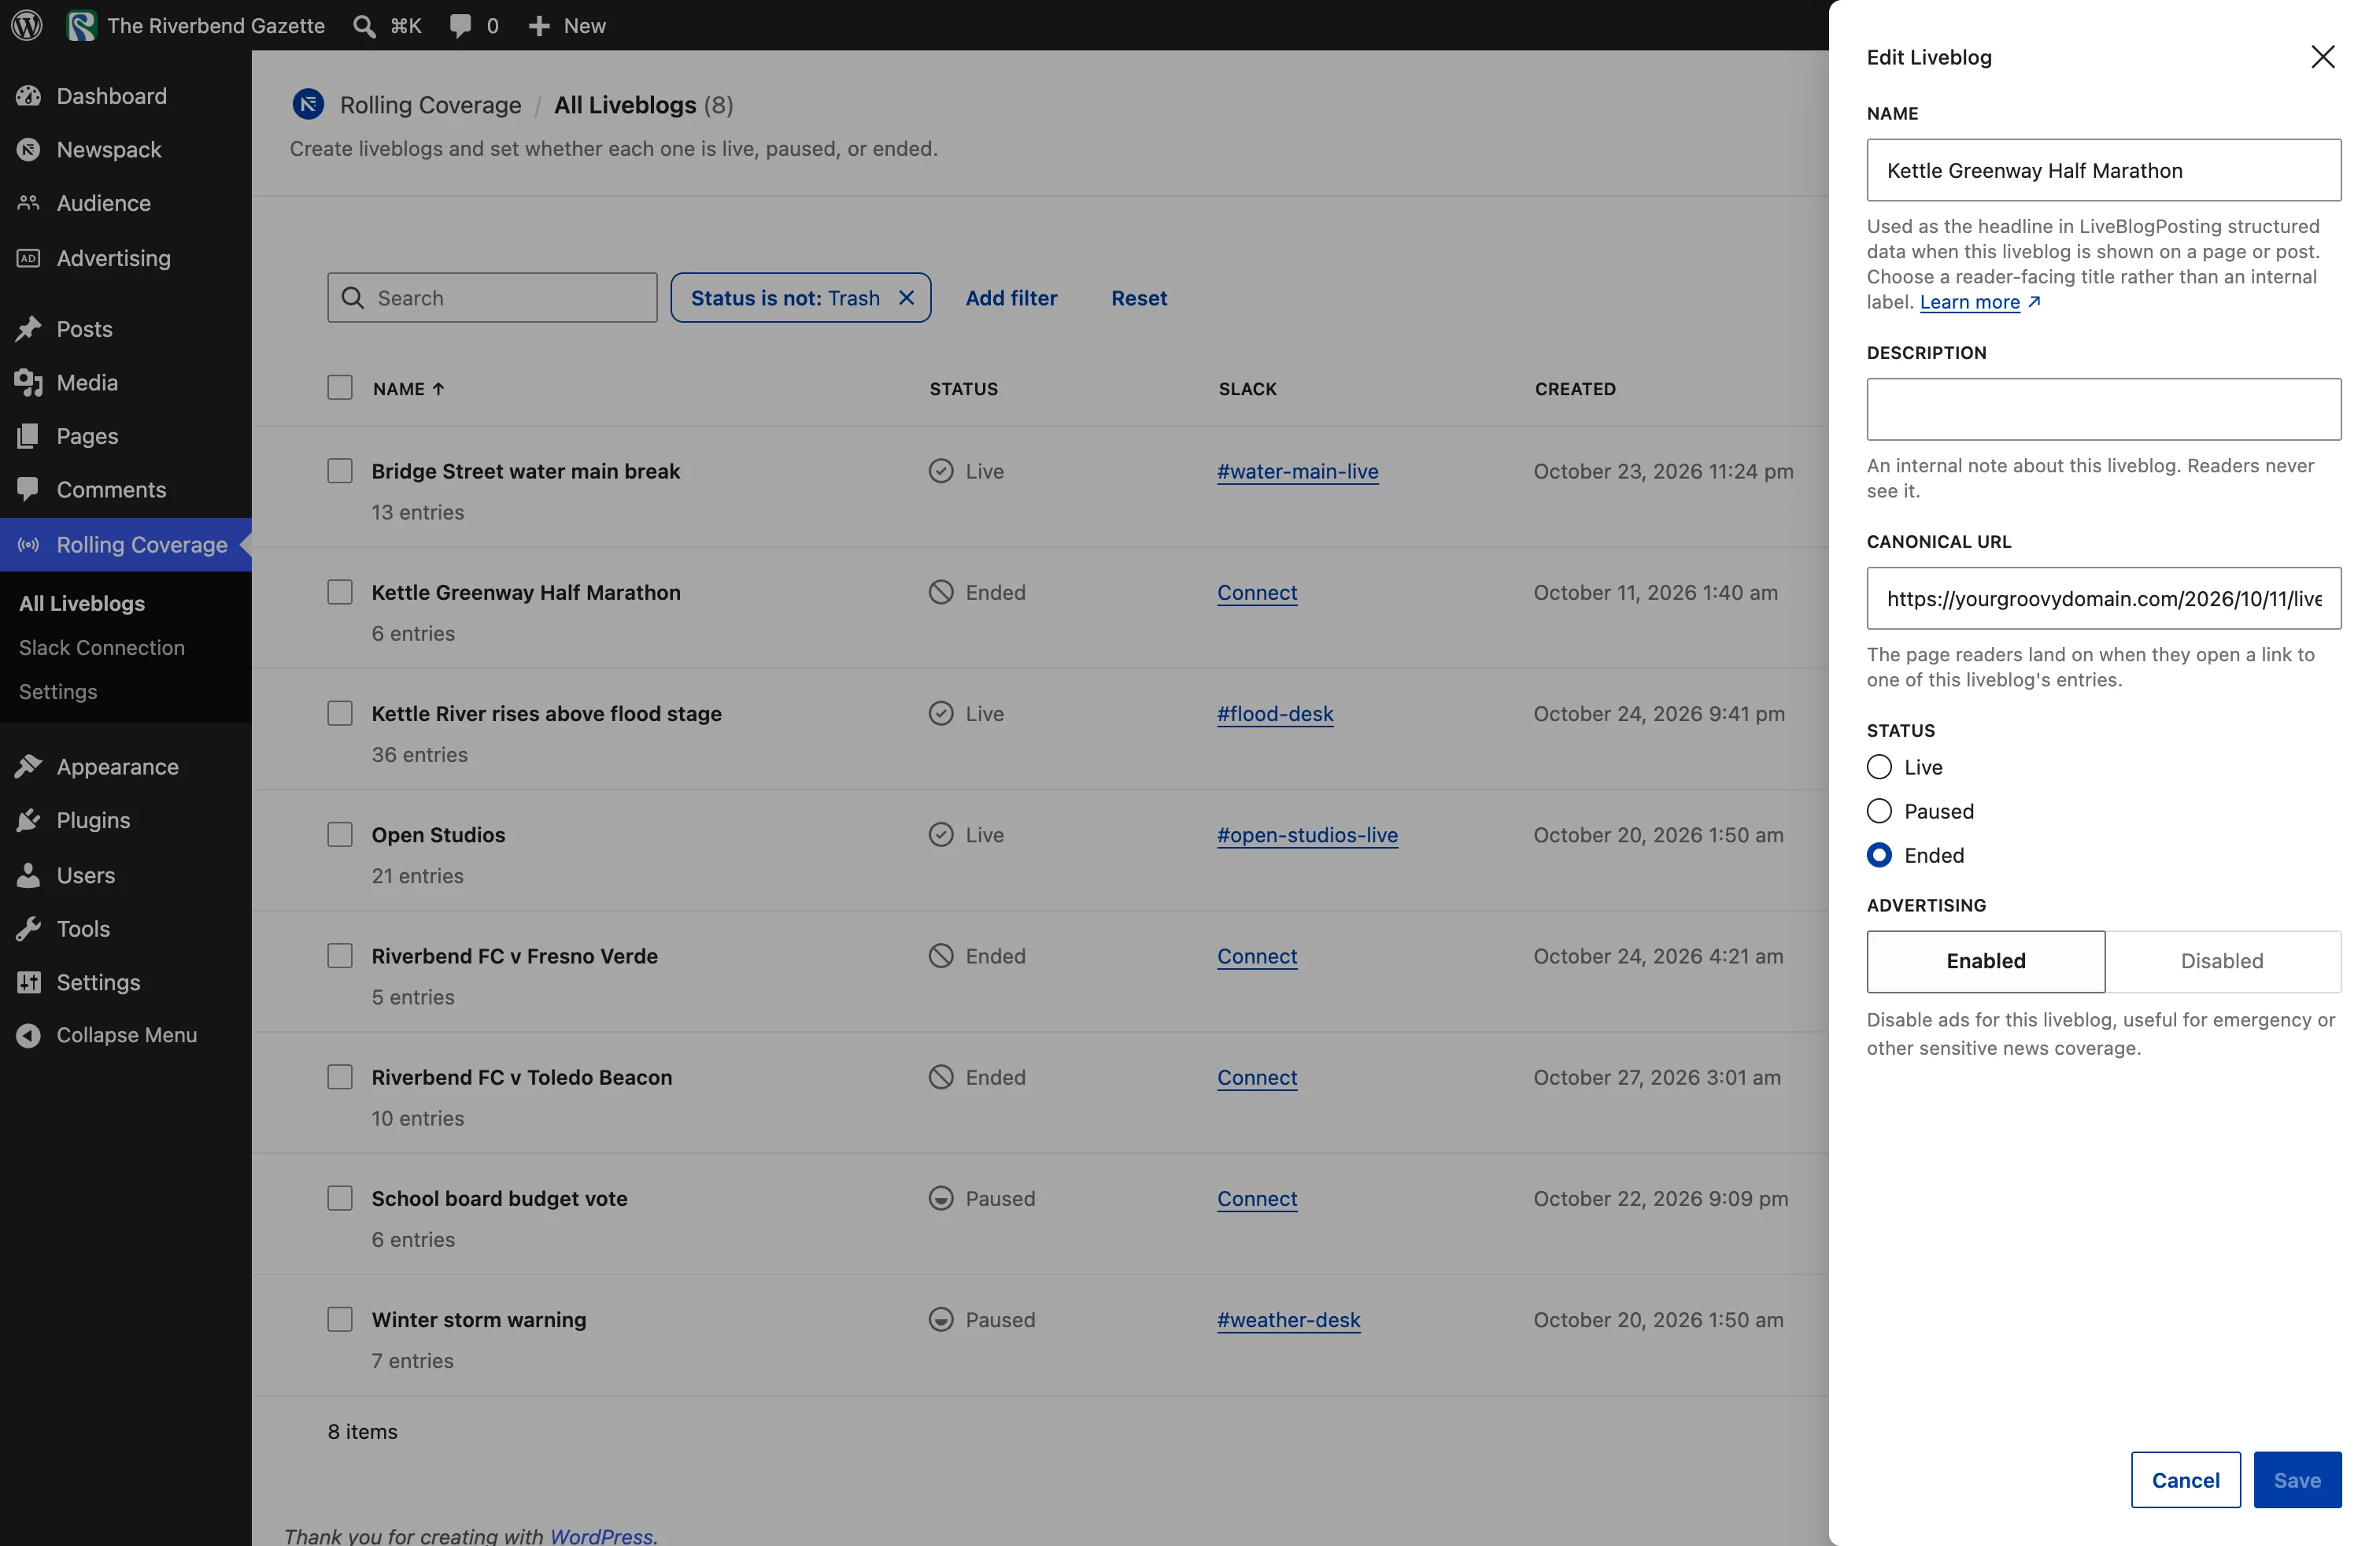 The Riverbend Gazette
⌘K
0
New
Dashboard
Newspack
Audience
AD
Advertising
Posts
Media
Pages
Comments
Rolling Coverage
All Liveblogs
Slack Connection
Settings
Appearance
Plugins
Users
Tools
Settings
Collapse Menu
Rolling Coverage / All Liveblogs (8)
Create liveblogs and set whether each one is live, paused, or ended.
Search
Status is not: Trash
Add filter
Reset
NAME ↑ STATUS SLACK CREATED
Bridge Street water main break Live #water-main-live October 23, 2026 11:24 pm
13 entries
Kettle Greenway Half Marathon Ended Connect October 11, 2026 1:40 am
6 entries
Kettle River rises above flood stage Live #flood-desk October 24, 2026 9:41 pm
36 entries
Open Studios Live #open-studios-live October 20, 2026 1:50 am
21 entries
Riverbend FC v Fresno Verde Ended Connect October 24, 2026 4:21 am
5 entries
Riverbend FC v Toledo Beacon Ended Connect October 27, 2026 3:01 am
10 entries
School board budget vote Paused Connect October 22, 2026 9:09 pm
6 entries
Winter storm warning Paused #weather-desk October 20, 2026 1:50 am
7 entries
8 items
Thank you for creating with WordPress.
Edit Liveblog
NAME
Kettle Greenway Half Marathon
Used as the headline in LiveBlogPosting structured
data when this liveblog is shown on a page or post.
Choose a reader-facing title rather than an internal
label. Learn more ↗
DESCRIPTION
An internal note about this liveblog. Readers never
see it.
CANONICAL URL
https://yourgroovydomain.com/2026/10/11/live
The page readers land on when they open a link to
one of this liveblog's entries.
STATUS
Live
Paused
Ended
ADVERTISING
Enabled Disabled
Disable ads for this liveblog, useful for emergency or
other sensitive news coverage.
Cancel Save